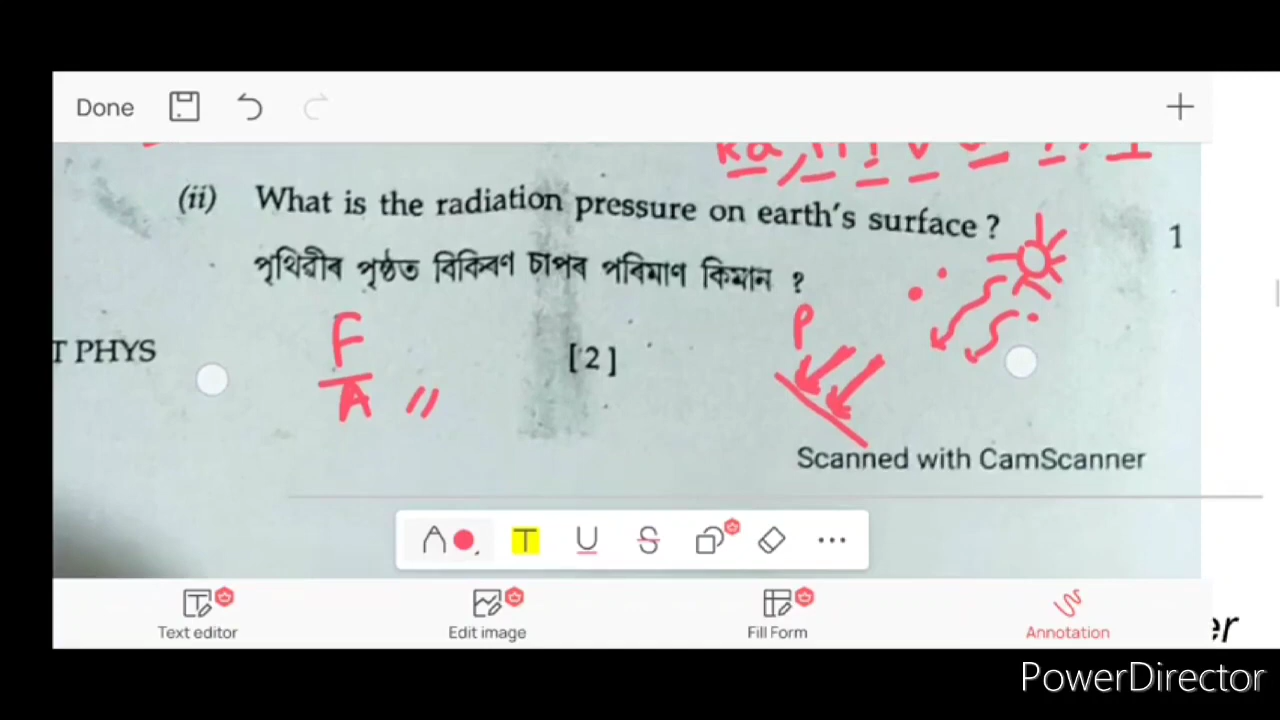 Done
(ii) What is the radiation pressure on earth's surface ? 1
পৃথিৱীৰ পৃষ্ঠত বিকিৰণ চাপৰ পৰিমাণ কিমান ?
F
A
P
T PHYS [2]
Scanned with CamScanner
T U S
Text editor Edit image Fill Form Annotation
er
PowerDirector